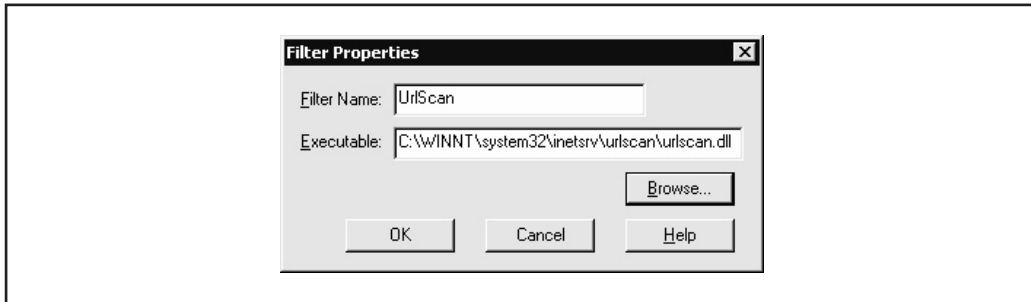 Filter Properties
Filter Name: UrlScan
Executable: C:\WINNT\system32\inetsrv\urlscan\urlscan.dll
Browse...
OK Cancel Help